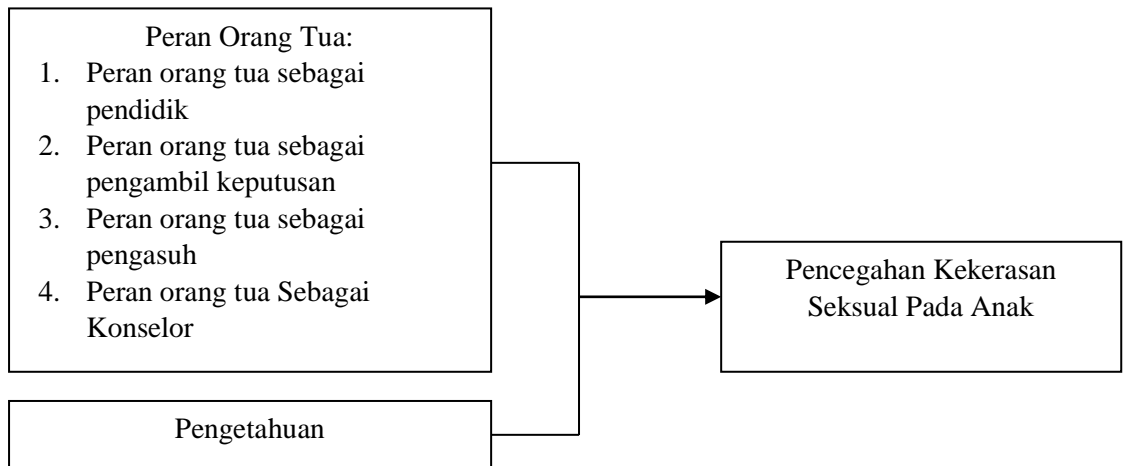 Peran Orang Tua:
1. Peran orang tua sebagai
pendidik
2. Peran orang tua sebagai
pengambil keputusan
3. Peran orang tua sebagai
pengasuh
4. Peran orang tua Sebagai
Konselor
Pencegahan Kekerasan
Seksual Pada Anak
Pengetahuan